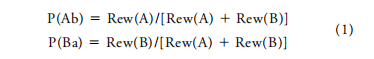 P(Ab) = Rew(A)/[Rew(A) + Rew(B)]
P(Ba) = Rew(B)/[Rew(A) + Rew(B)]
(1)